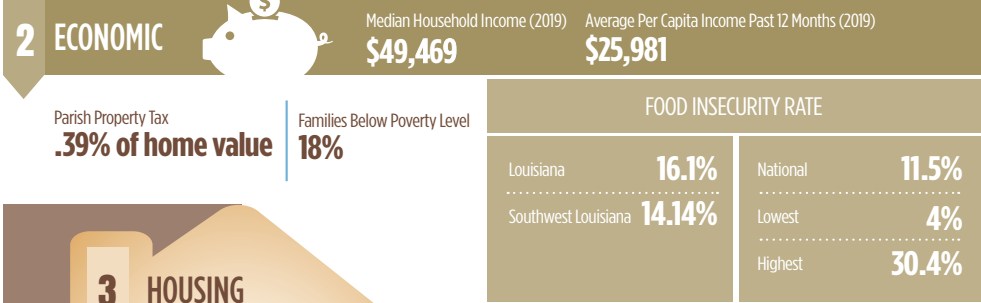 2 ECONOMIC
$
Median Household Income (2019)
$49,469
Average Per Capita Income Past 12 Months (2019)
$25,981
Parish Property Tax
.39% of home value
Families Below Poverty Level
18%
FOOD INSECURITY RATE
Louisiana 16.1%
Southwest Louisiana 14.14%
National 11.5%
Lowest 4%
Highest 30.4%
3 HOUSING